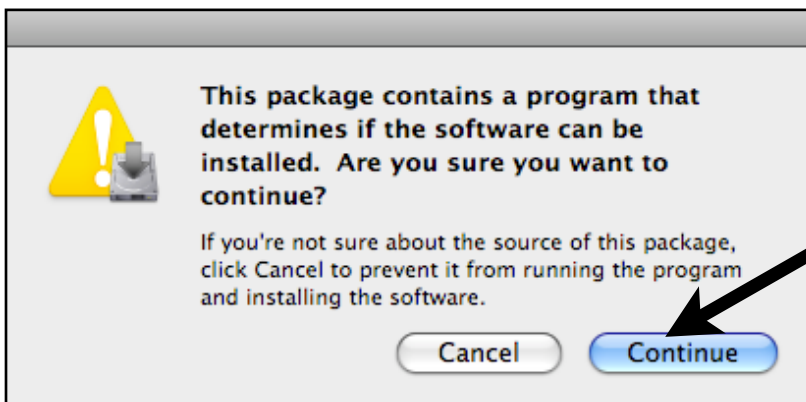 This package contains a program that
determines if the software can be
installed.  Are you sure you want to
continue?
If you're not sure about the source of this package,
click Cancel to prevent it from running the program
and installing the software.
Cancel
Continue